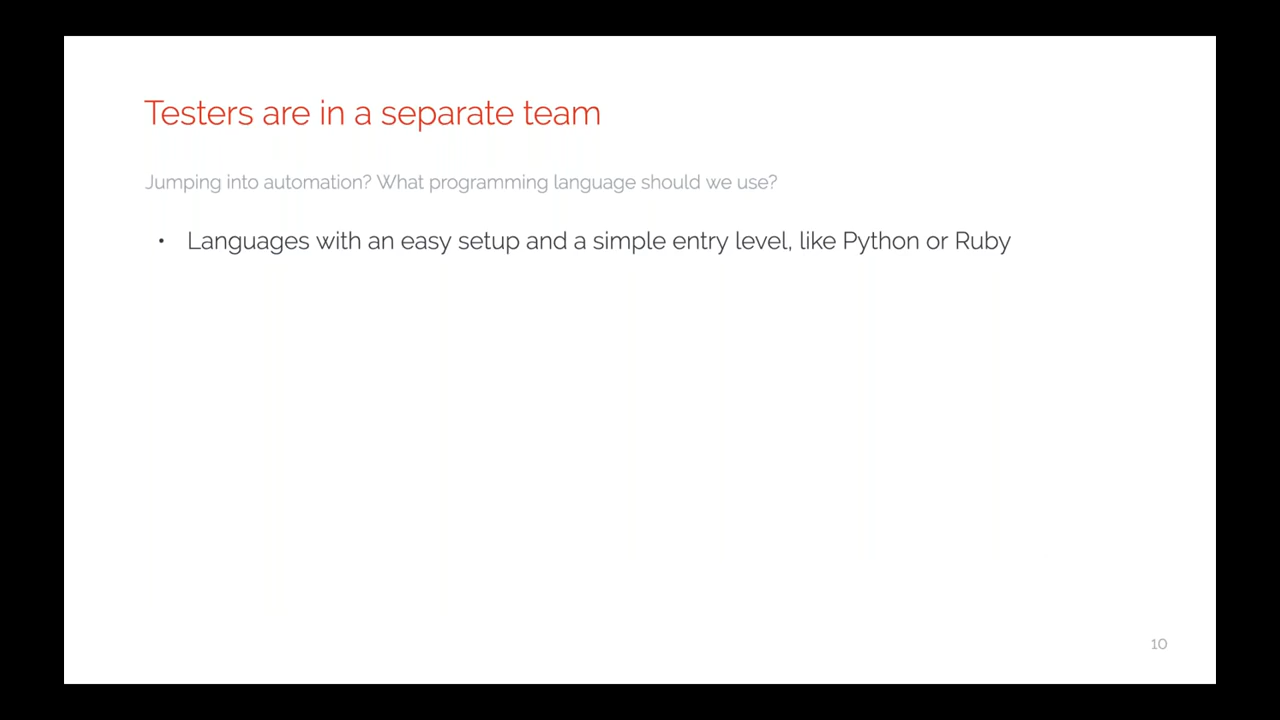 Testers are in a separate team
Jumping into automation? What programming language should we use?
• Languages with an easy setup and a simple entry level, like Python or Ruby
10